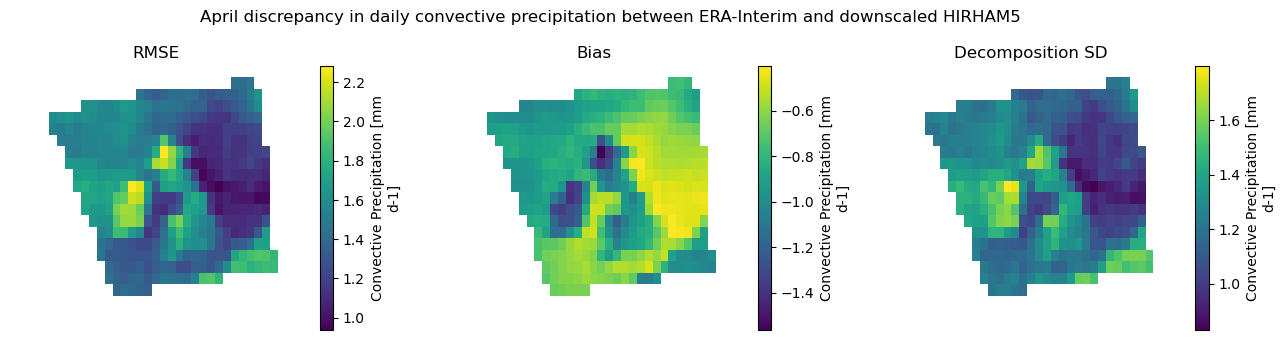 April discrepancy in daily convective precipitation between ERA-Interim and downscaled HIRHAM5
RMSE
2.2
2.0
1.8
1.6
1.4
1.2
1.0
Convective Precipitation [mm
d-1]
Bias
−0.6
−0.8
−1.0
−1.2
−1.4
Convective Precipitation [mm
d-1]
Decomposition SD
1.6
1.4
1.2
1.0
Convective Precipitation [mm
d-1]